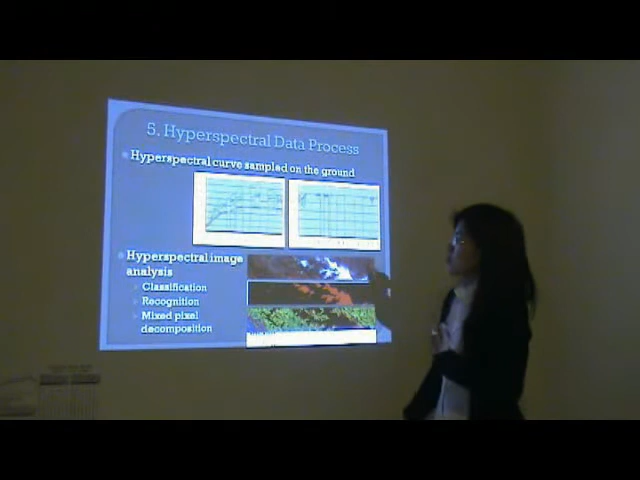 5. Hyperspectral Data Process
Hyperspectral curve sampled on the ground
Hyperspectral image
analysis
Classification
Recognition
Mixed pixel
decomposition